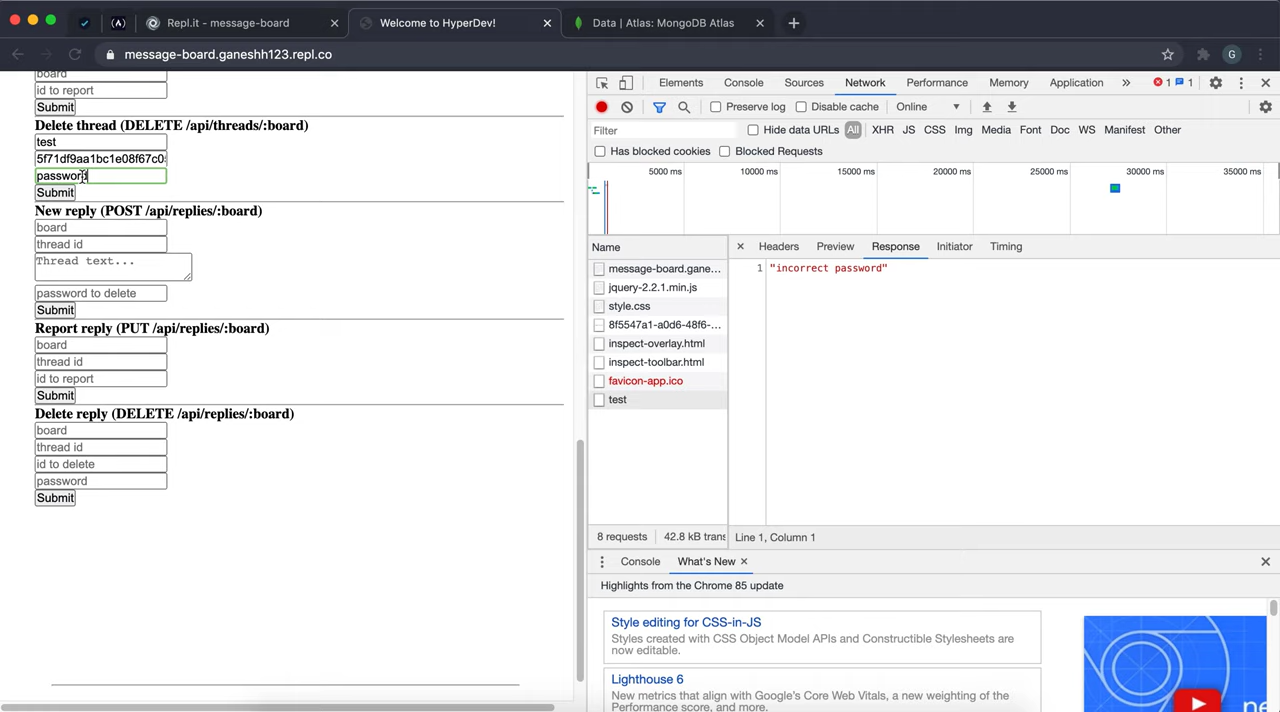 Repl.it - message-board
Welcome to HyperDev!
Data | Atlas: MongoDB Atlas
message-board.ganeshh123.repl.co
G
board
id to report
Submit
Delete thread (DELETE /api/threads/:board)
test
5f71df9aa1bc1e08f67c0
password
Submit
New reply (POST /api/replies/:board)
board
thread id
Thread text...
password to delete
Submit
Report reply (PUT /api/replies/:board)
board
thread id
id to report
Submit
Delete reply (DELETE /api/replies/:board)
board
thread id
id to delete
password
Submit
Elements Console Sources Network Performance Memory Application » 1 1
Preserve log Disable cache Online
Filter Hide data URLs All XHR JS CSS Img Media Font Doc WS Manifest Other
Has blocked cookies Blocked Requests
5000 ms 10000 ms 15000 ms 20000 ms 25000 ms 30000 ms 35000 ms
Name
message-board.gane...
jquery-2.2.1.min.js
style.css
8f5547a1-a0d6-48f6-...
inspect-overlay.html
inspect-toolbar.html
favicon-app.ico
test
8 requests 42.8 kB trans
Headers Preview Response Initiator Timing
1 "incorrect password"
Line 1, Column 1
Console What's New
Highlights from the Chrome 85 update
Style editing for CSS-in-JS
Styles created with CSS Object Model APIs and Constructible Stylesheets are
now editable.
Lighthouse 6
New metrics that align with Google's Core Web Vitals, a new weighting of the
Performance score, and more.
ne